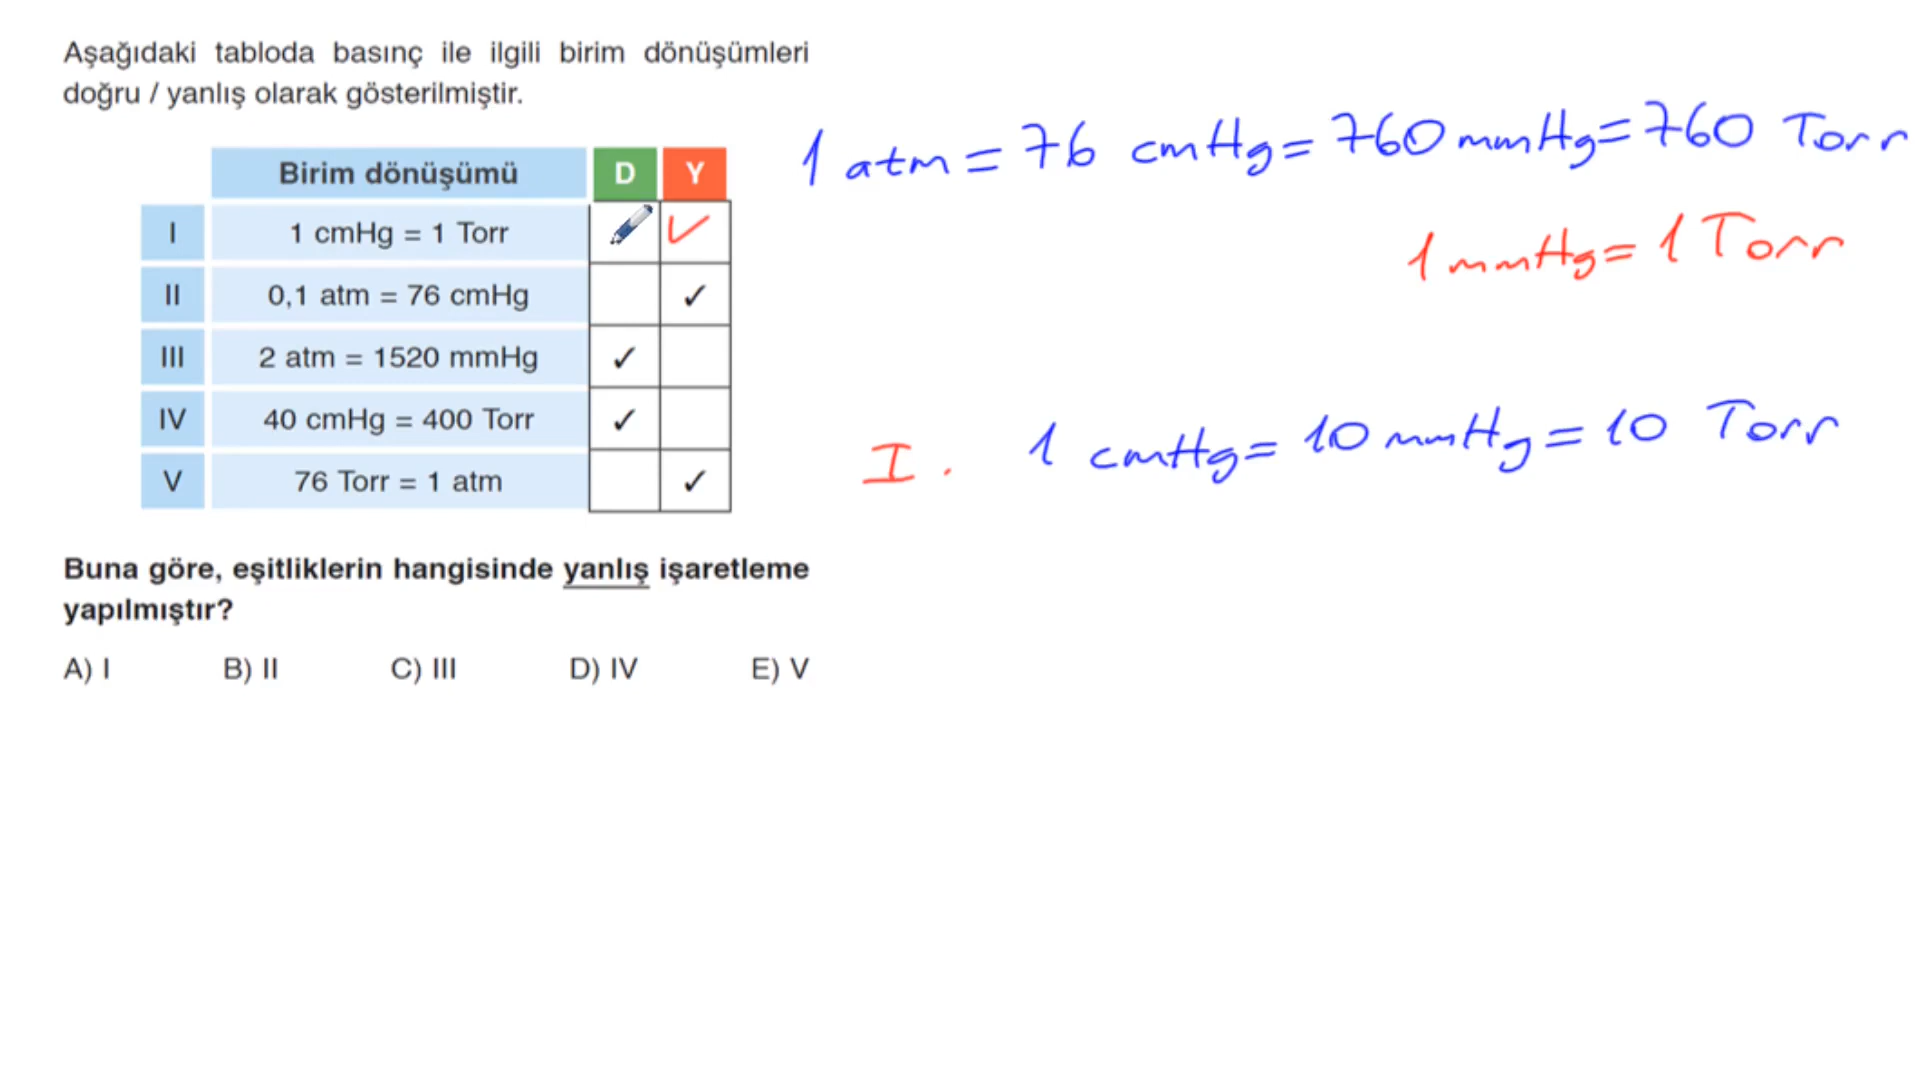 Aşağıdaki tabloda basınç ile ilgili birim dönüşümleri
doğru / yanlış olarak gösterilmiştir.
Birim dönüşümü D Y
I 1 cmHg = 1 Torr ✓
II 0,1 atm = 76 cmHg ✓
III 2 atm = 1520 mmHg ✓
IV 40 cmHg = 400 Torr ✓
V 76 Torr = 1 atm ✓
Buna göre, eşitliklerin hangisinde yanlış işaretleme
yapılmıştır?
A) I B) II C) III D) IV E) V
1 atm = 76 cmHg = 760 mmHg = 760 Torr
1 mmHg = 1 Torr
I. 1 cmHg = 10 mmHg = 10 Torr